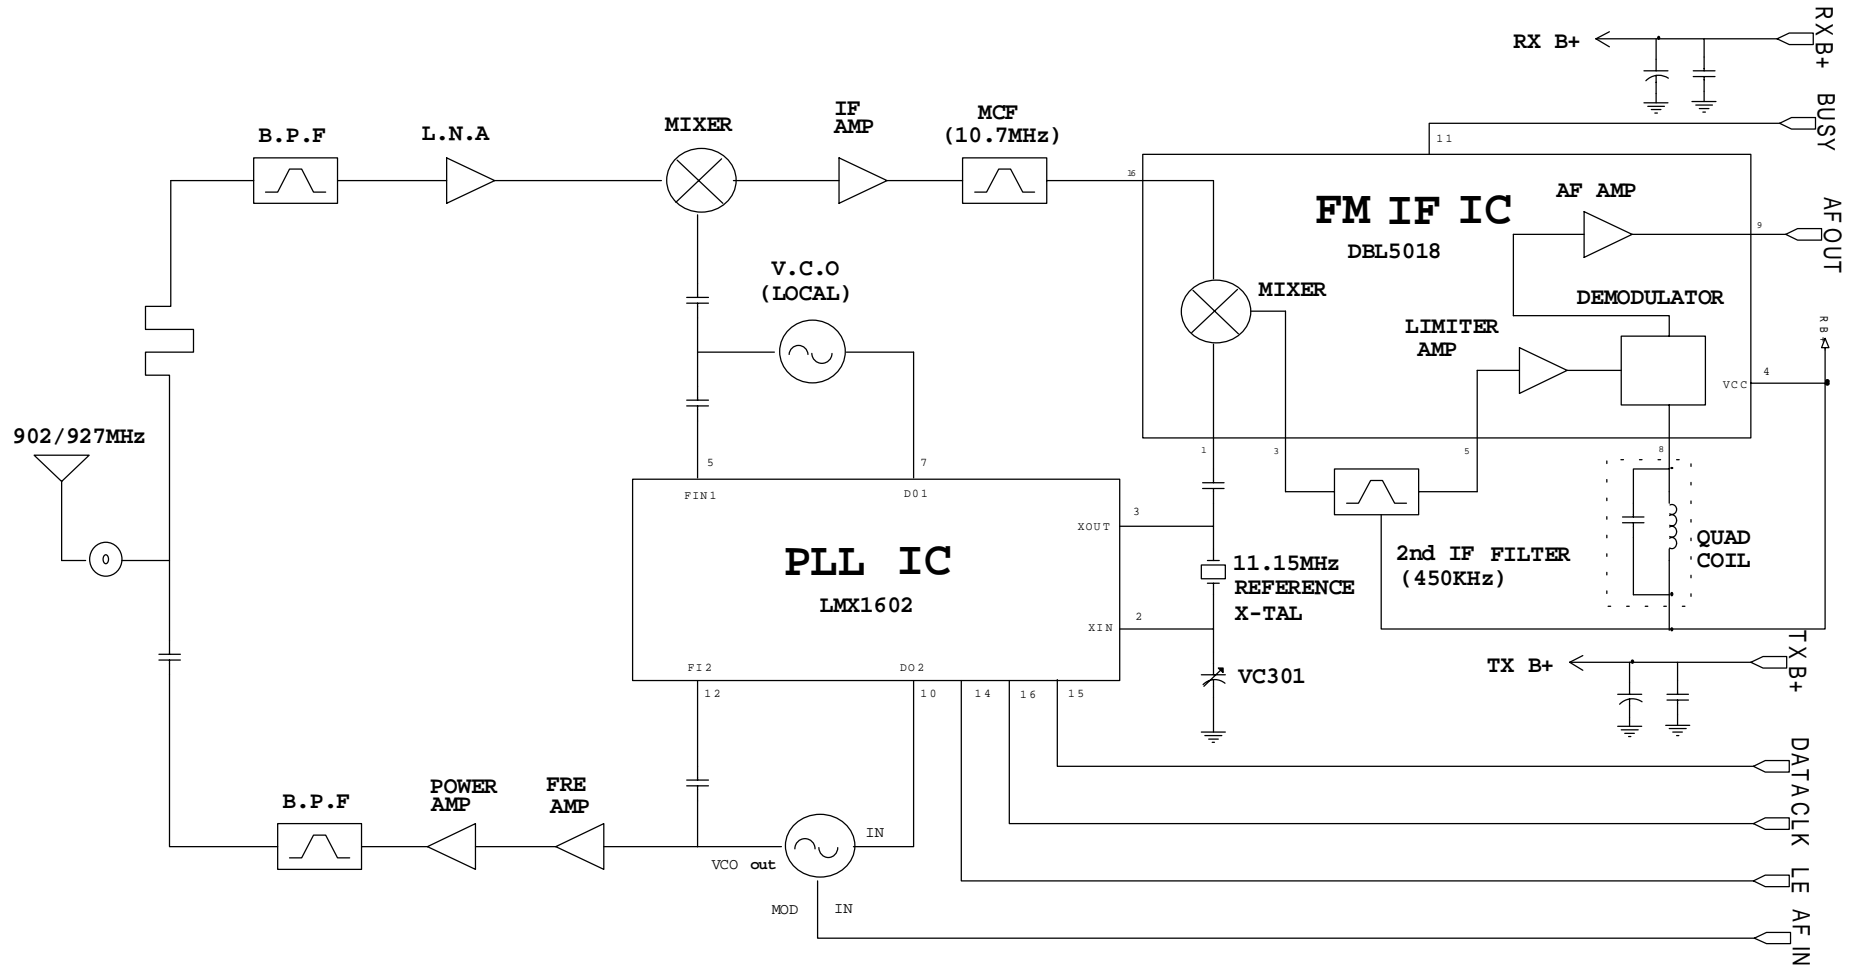 RX B+
RX B+
BUSY
B.P.F
L.N.A
MIXER
IF
AMP
MCF
(10.7MHz)
11
16
FM IF IC
DBL5018
AF AMP
9
AFOUT
V.C.O
(LOCAL)
MIXER
DEMODULATOR
LIMITER
AMP
VCC
4
902/927MHz
0
5
7
1
3
5
8
FIN1
D01
3
XOUT
PLL IC
LMX1602
11.15MHz
REFERENCE
X-TAL
2nd IF FILTER
(450KHz)
QUAD
COIL
2
XIN
FI2
DO2
12
10
14
16
15
VC301
TX B+
TX B+
DATA
CLK
LE
AF IN
B.P.F
POWER
AMP
FRE
AMP
IN
VCO out
MOD IN